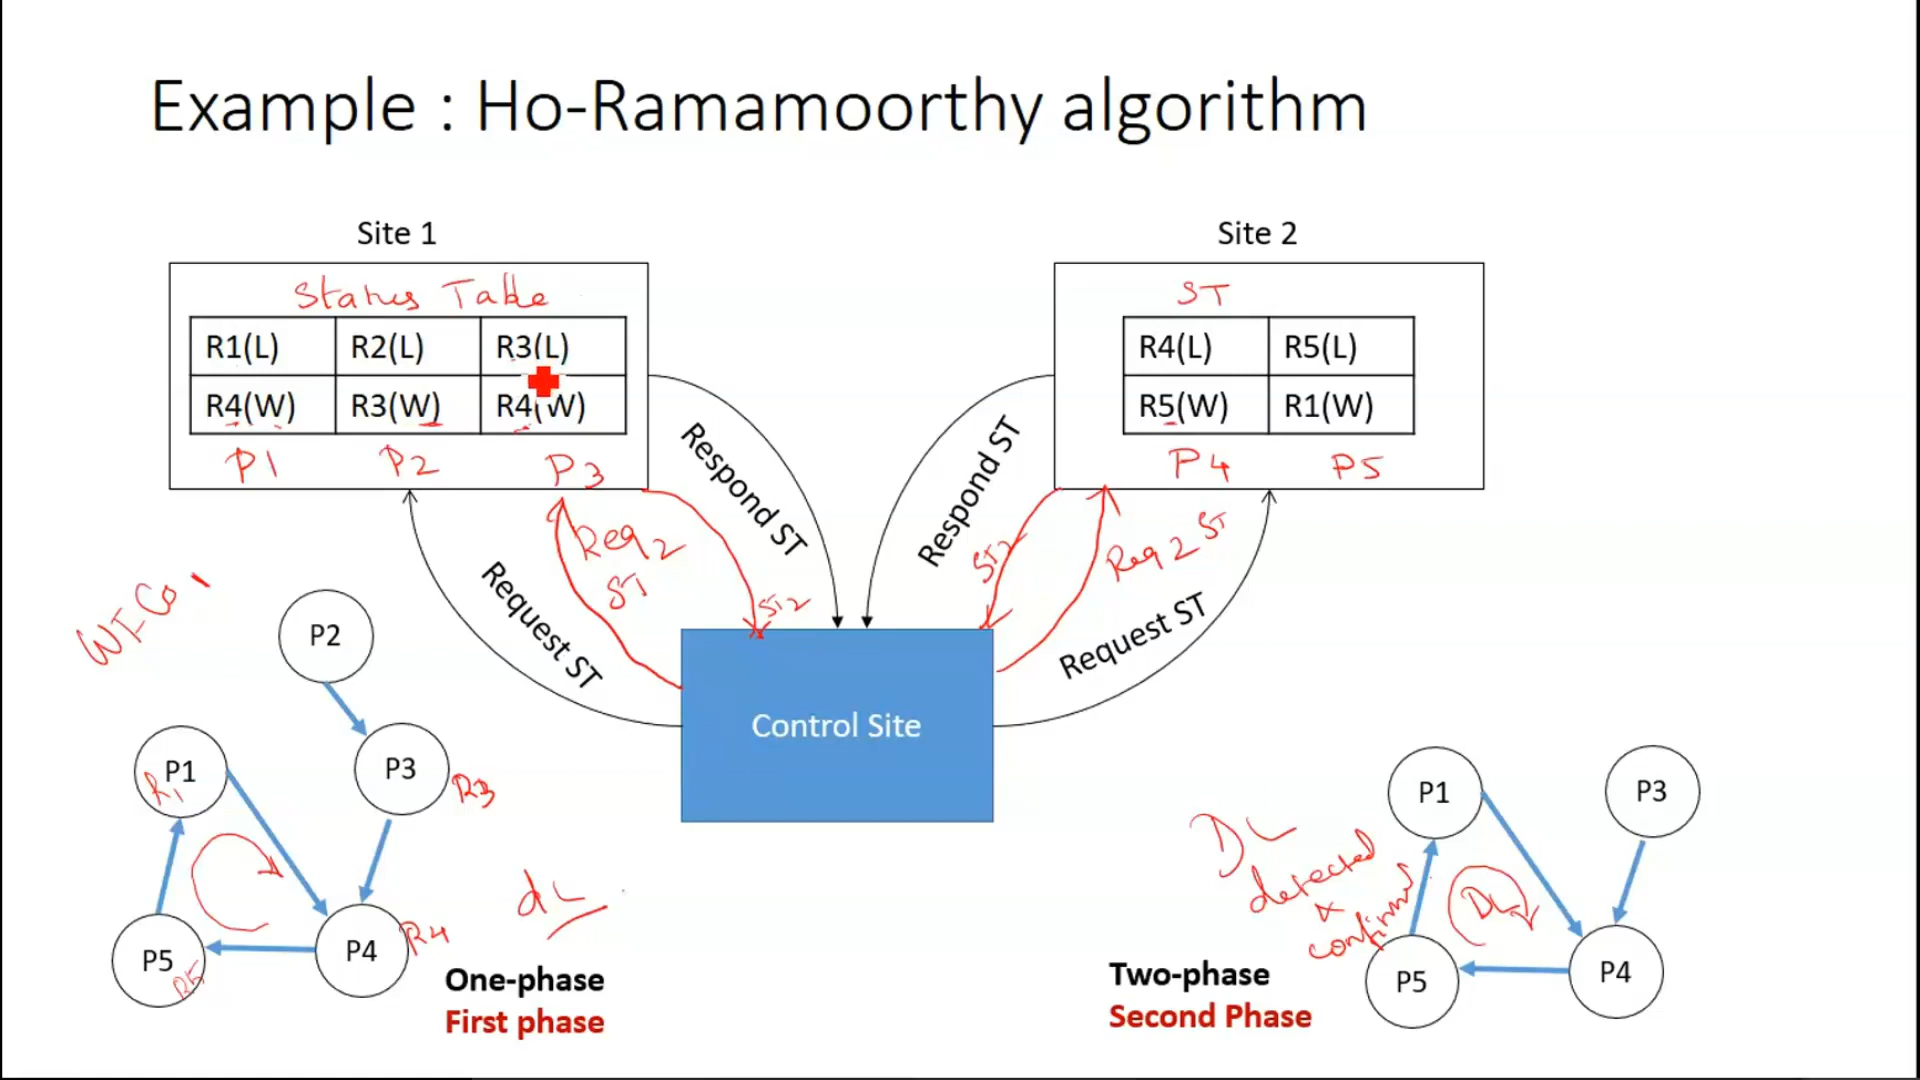 Example : Ho-Ramamoorthy algorithm
Site 1
Site 2
Status Table
R1(L) R2(L) R3(L)
R4(W) R3(W) R4(W)
P1 P2 P3
ST
R4(L) R5(L)
R5(W) R1(W)
P4 P5
Respond ST
Respond ST
Req 2
ST
ST2
ST2
Req 2 ST
Request ST
Request ST
Control Site
P2
P1
R1
P3
R3
P5
R5
P4
R4
dL
One-phase
First phase
DL
detected
&
confirmed
DL
P1
P3
P5
P4
Two-phase
Second Phase